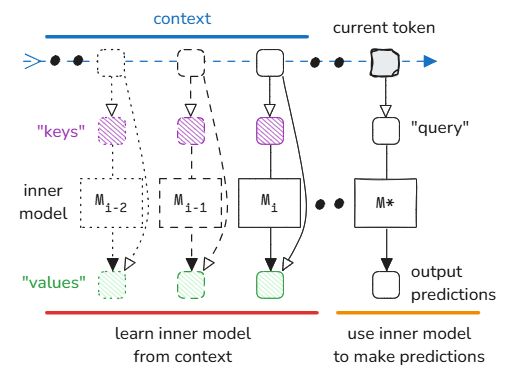 context
current token
"keys"
"query"
inner
model
M_{i-2}
M_{i-1}
M_i
M*
"values"
output
predictions
learn inner model
from context
use inner model
to make predictions